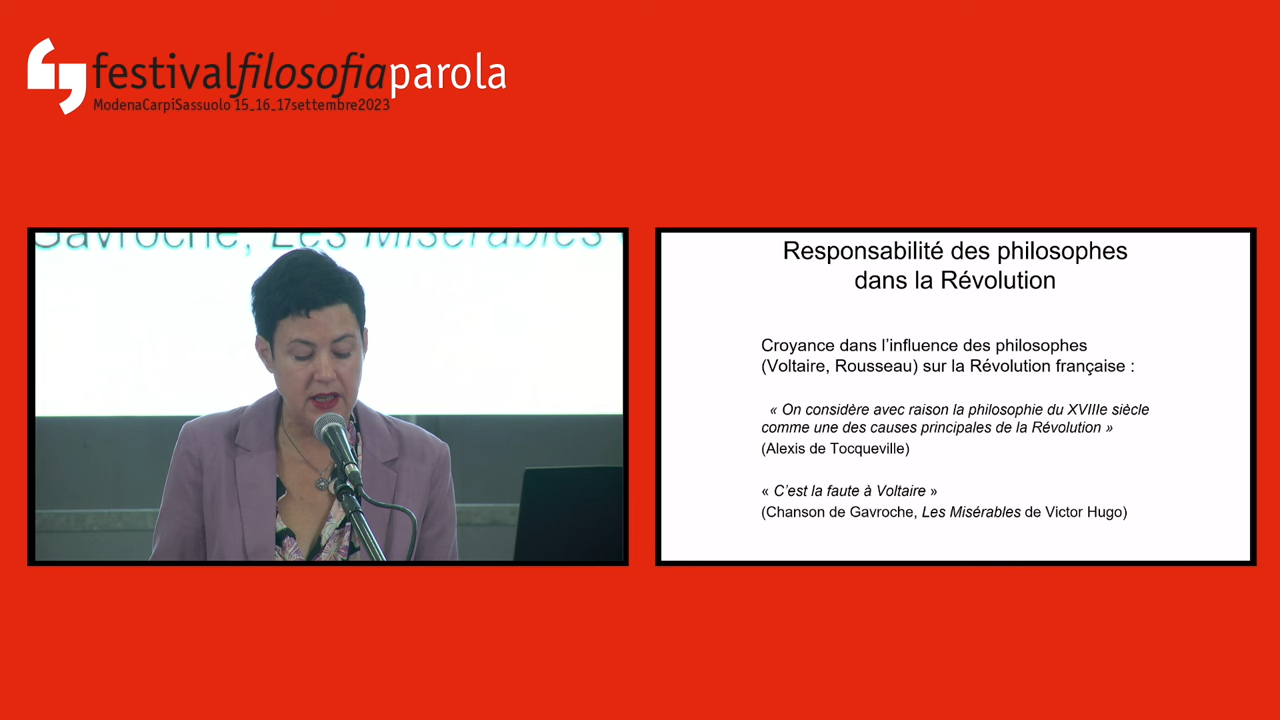 festivalfilosofiaparola
ModenaCarpiSassuolo 15_16_17settembre2023
Gavroche, Les Misérables
Responsabilité des philosophes
dans la Révolution
Croyance dans l’influence des philosophes
(Voltaire, Rousseau) sur la Révolution française :
« On considère avec raison la philosophie du XVIIIe siècle
comme une des causes principales de la Révolution »
(Alexis de Tocqueville)
« C’est la faute à Voltaire »
(Chanson de Gavroche, Les Misérables de Victor Hugo)